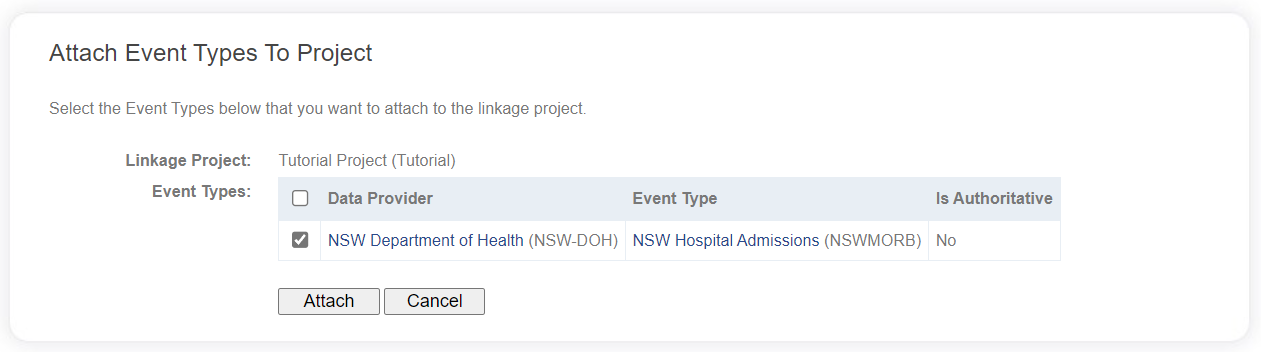 Attach Event Types To Project
Select the Event Types below that you want to attach to the linkage project.
Linkage Project: Tutorial Project (Tutorial)
Event Types:
Data Provider Event Type Is Authoritative
NSW Department of Health (NSW-DOH) NSW Hospital Admissions (NSWMORB) No
Attach Cancel